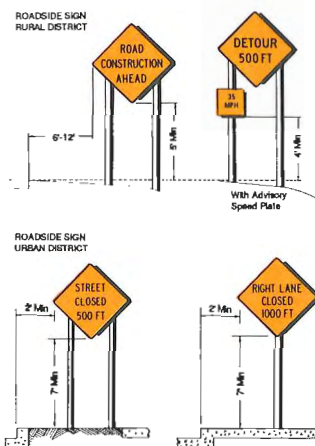 ROADSIDE SIGN
RURAL DISTRICT
ROAD
CONSTRUCTION
AHEAD
DETOUR
500 FT
35
MPH
6'-12'
5' Min
4' Min
With Advisory
Speed Plate
ROADSIDE SIGN
URBAN DISTRICT
STREET
CLOSED
500 FT
RIGHT LANE
CLOSED
1000 FT
2' Min
2' Min
7' Min
7' Min